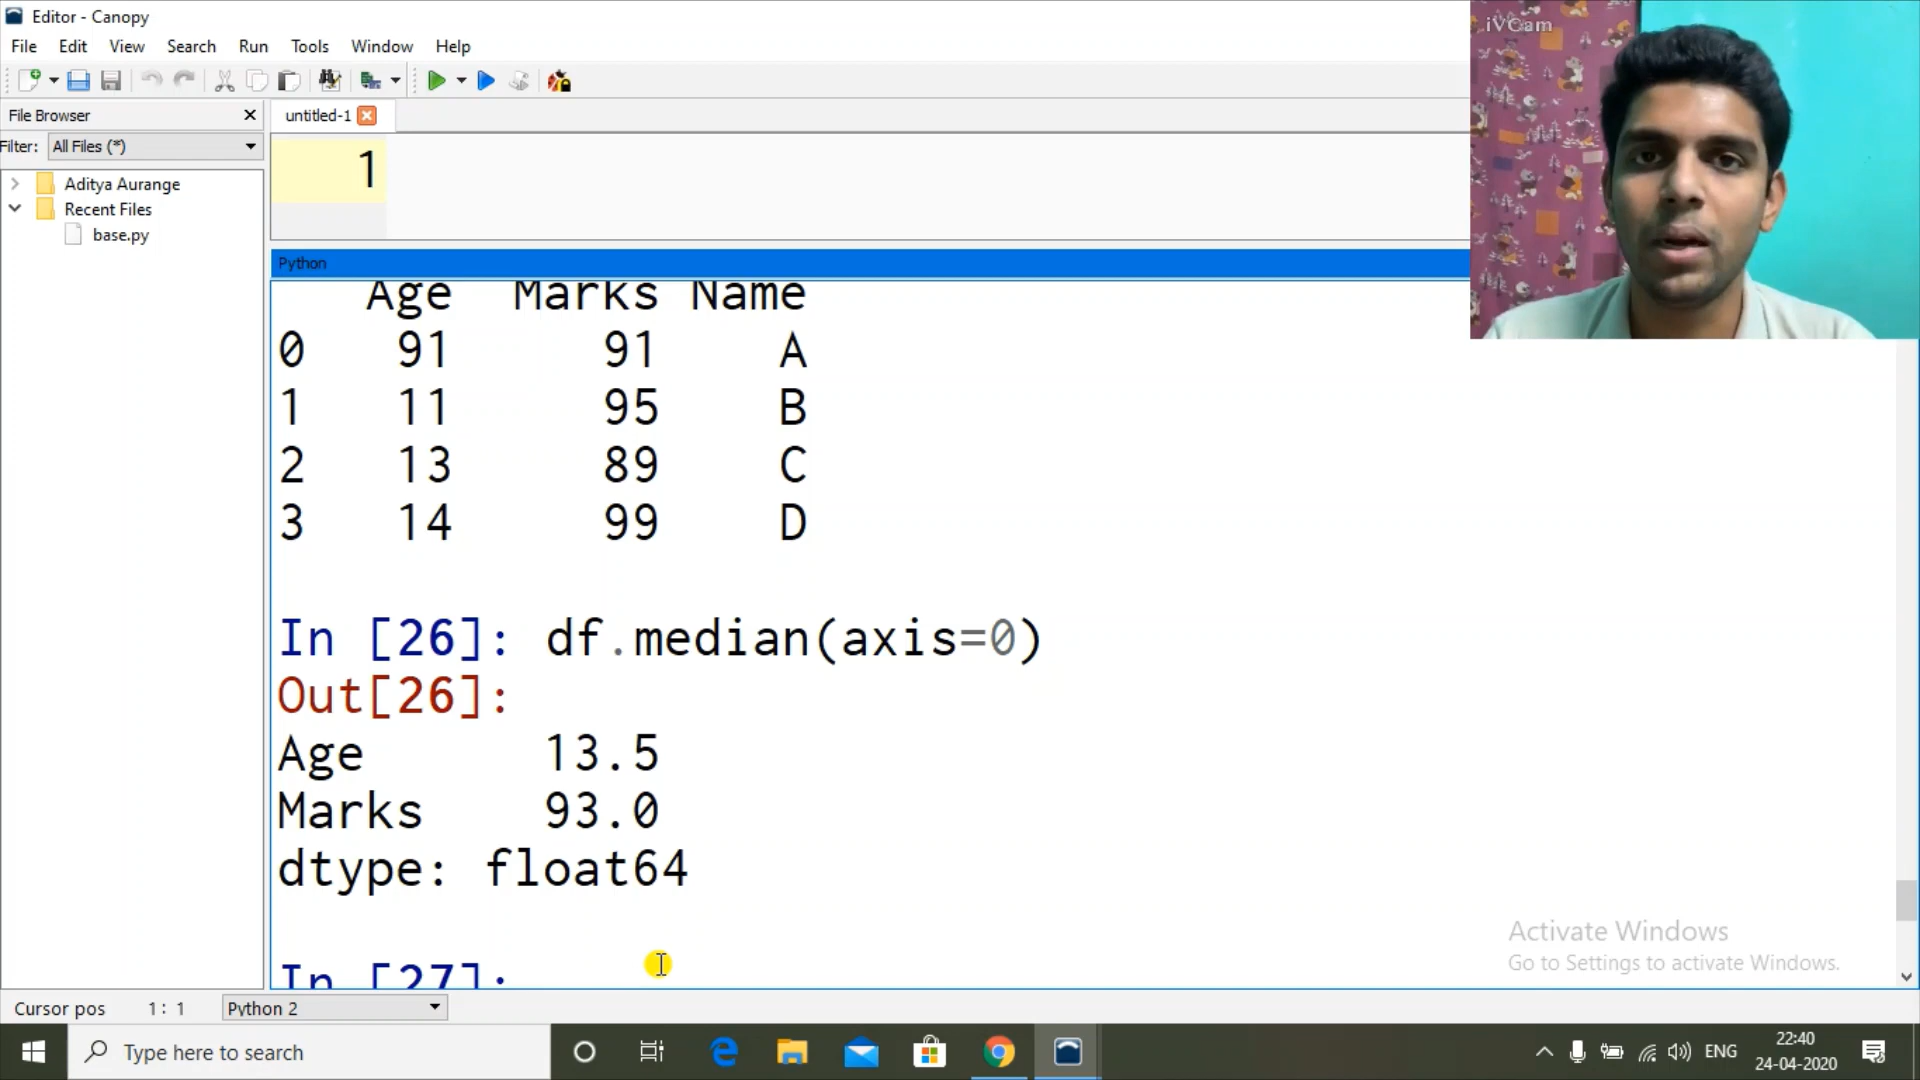 Editor - Canopy
File Edit View Search Run Tools Window Help
iVCam
File Browser
untitled-1
Filter: All Files (*)
1
Aditya Aurange
Recent Files
base.py
Python
Age Marks Name
0 91 91 A
1 11 95 B
2 13 89 C
3 14 99 D
In [26]: df.median(axis=0)
Out[26]:
Age 13.5
Marks 93.0
dtype: float64
In [27]:
Activate Windows
Go to Settings to activate Windows.
Cursor pos 1: 1 Python 2
Type here to search
ENG
22:40
24-04-2020